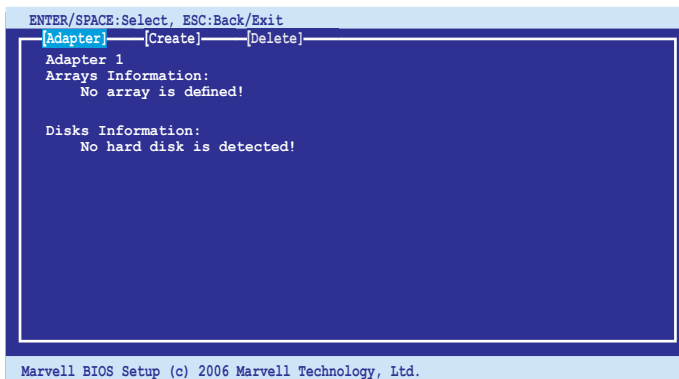 ENTER/SPACE:Select, ESC:Back/Exit
[Adapter] [Create] [Delete]
Adapter 1
Arrays Information:
No array is defined!
Disks Information:
No hard disk is detected!
Marvell BIOS Setup (c) 2006 Marvell Technology, Ltd.